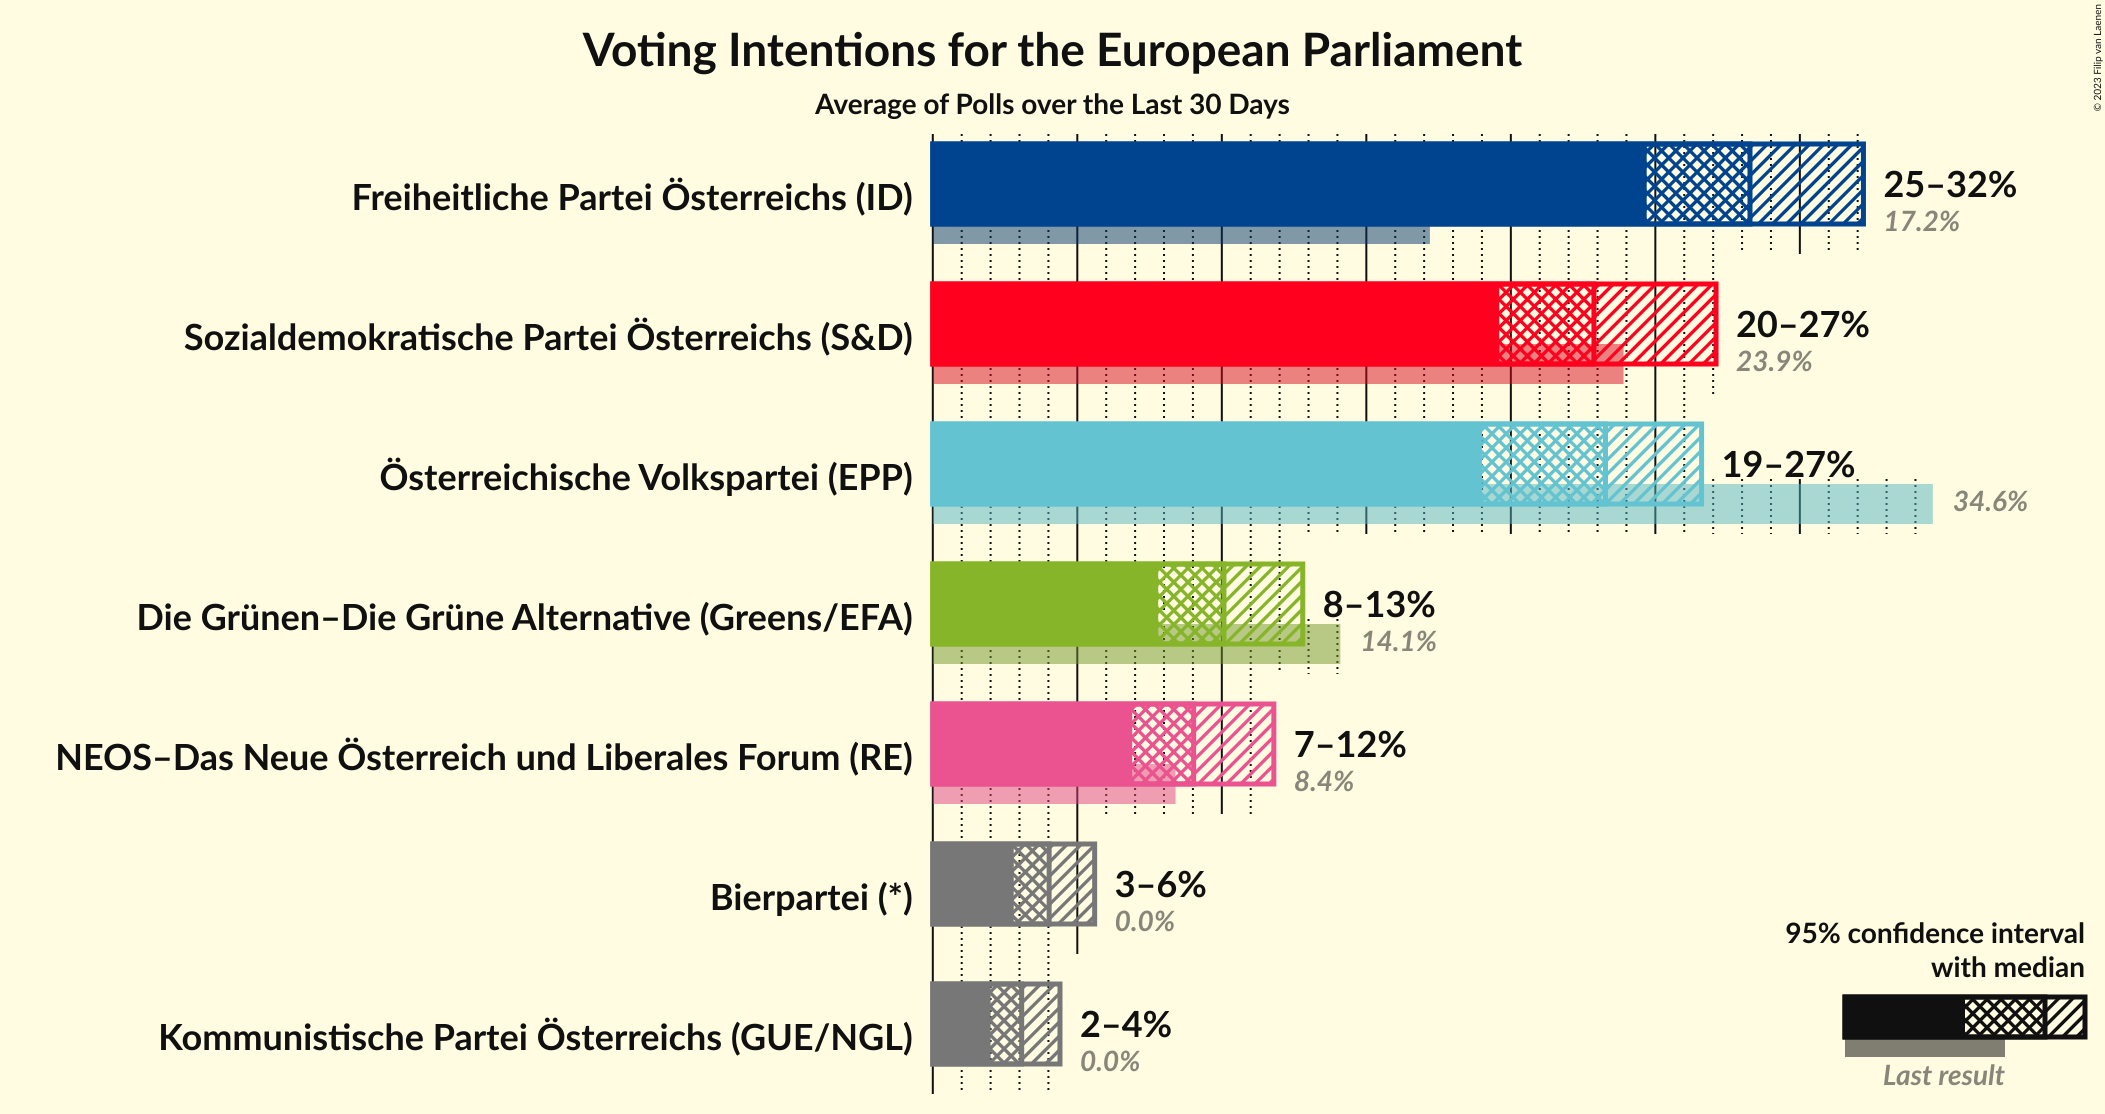 © 2023 Filip van Laenen
Voting Intentions for the European Parliament
Average of Polls over the Last 30 Days
Freiheitliche Partei Österreichs (ID)
25–32%
17.2%
Sozialdemokratische Partei Österreichs (S&D)
20–27%
23.9%
Österreichische Volkspartei (EPP)
19–27%
34.6%
Die Grünen–Die Grüne Alternative (Greens/EFA)
8–13%
14.1%
NEOS–Das Neue Österreich und Liberales Forum (RE)
7–12%
8.4%
Bierpartei (*)
3–6%
0.0%
Kommunistische Partei Österreichs (GUE/NGL)
2–4%
0.0%
95% confidence interval
with median
Last result